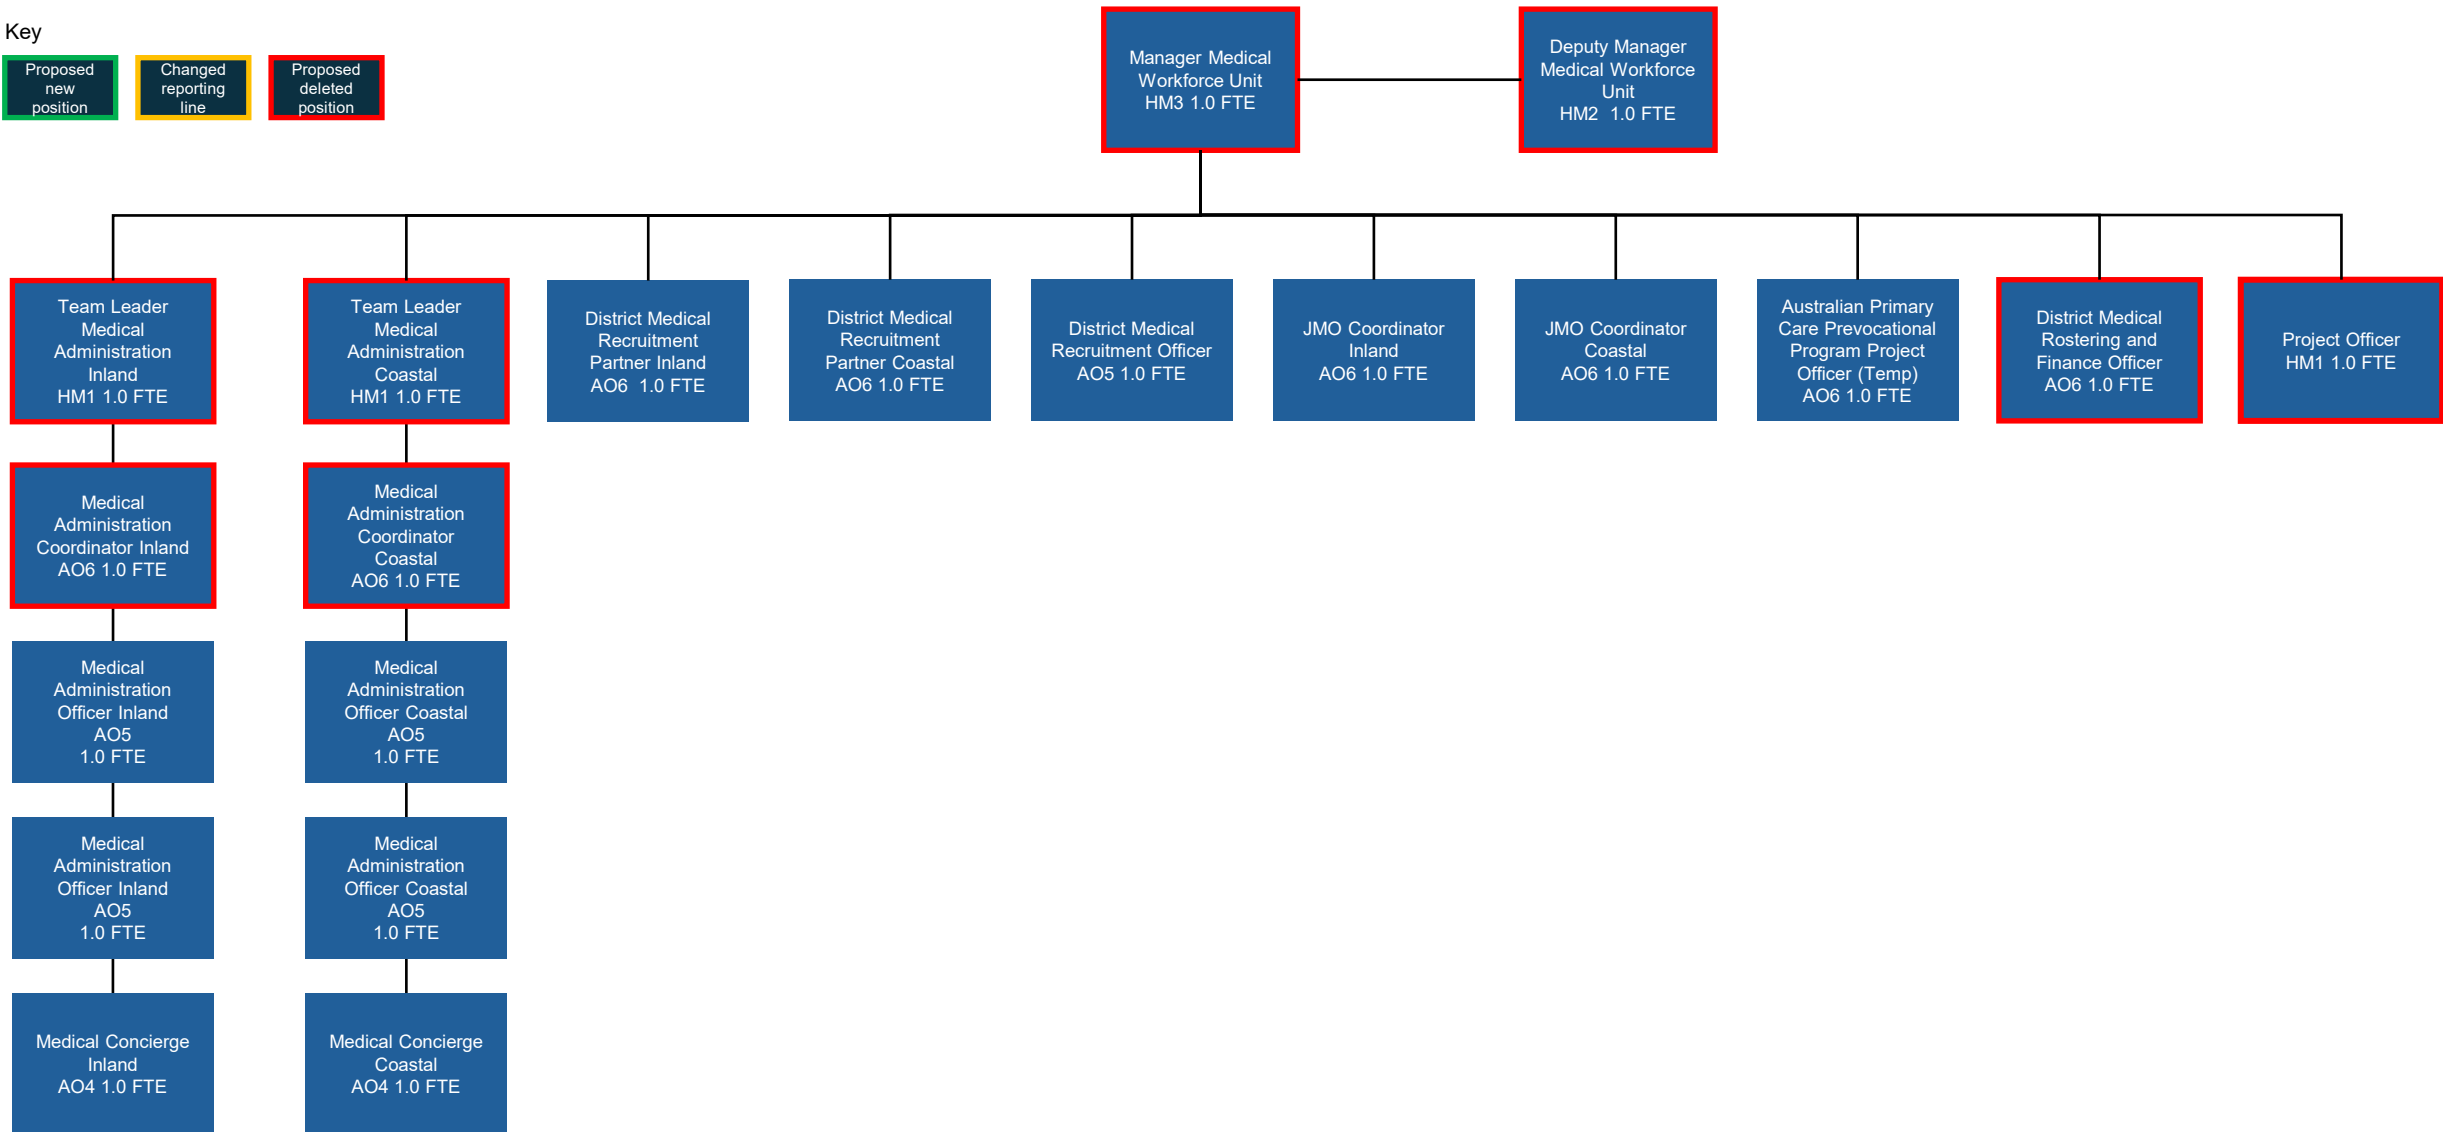 Key
Proposed
new
position
Changed
reporting
line
Proposed
deleted
position
Manager Medical
Workforce Unit
HM3 1.0 FTE
Deputy Manager
Medical Workforce
Unit
HM2 1.0 FTE
Team Leader
Medical
Administration
Inland
HM1 1.0 FTE
Team Leader
Medical
Administration
Coastal
HM1 1.0 FTE
District Medical
Recruitment
Partner Inland
AO6 1.0 FTE
District Medical
Recruitment
Partner Coastal
AO6 1.0 FTE
District Medical
Recruitment Officer
AO5 1.0 FTE
JMO Coordinator
Inland
AO6 1.0 FTE
JMO Coordinator
Coastal
AO6 1.0 FTE
Australian Primary
Care Prevocational
Program Project
Officer (Temp)
AO6 1.0 FTE
District Medical
Rostering and
Finance Officer
AO6 1.0 FTE
Project Officer
HM1 1.0 FTE
Medical
Administration
Coordinator Inland
AO6 1.0 FTE
Medical
Administration
Coordinator
Coastal
AO6 1.0 FTE
Medical
Administration
Officer Inland
AO5
1.0 FTE
Medical
Administration
Officer Coastal
AO5
1.0 FTE
Medical
Administration
Officer Inland
AO5
1.0 FTE
Medical
Administration
Officer Coastal
AO5
1.0 FTE
Medical Concierge
Inland
AO4 1.0 FTE
Medical Concierge
Coastal
AO4 1.0 FTE